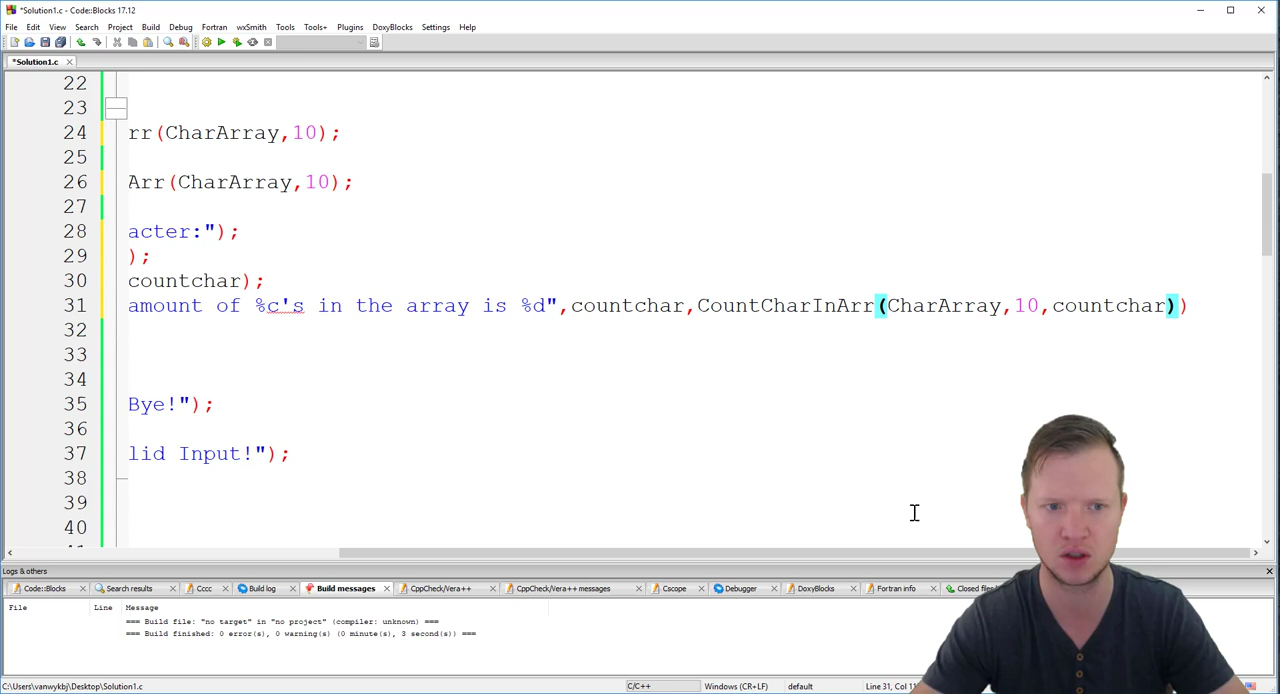 *Solution1.c - Code::Blocks 17.12
File Edit View Search Project Build Debug Fortran wxSmith Tools Tools+ Plugins DoxyBlocks Settings Help
*Solution1.c
22
23
24 rr(CharArray,10);
25
26 Arr(CharArray,10);
27
28 acter:");
29 );
30 countchar);
31 amount of %c's in the array is %d",countchar,CountCharInArr(CharArray,10,countchar))
32
33
34
35 Bye!");
36
37 lid Input!");
38
39
40
Logs & others
Code::Blocks Search results Cccc Build log Build messages CppCheck/Vera++ CppCheck/Vera++ messages Cscope Debugger DoxyBlocks Fortran info Closed files
File Line Message
=== Build file: "no target" in "no project" (compiler: unknown) ===
=== Build finished: 0 error(s), 0 warning(s) (0 minute(s), 3 second(s)) ===
C:\Users\vanwykbj\Desktop\Solution1.c C/C++ Windows (CR+LF) default Line 31, Col